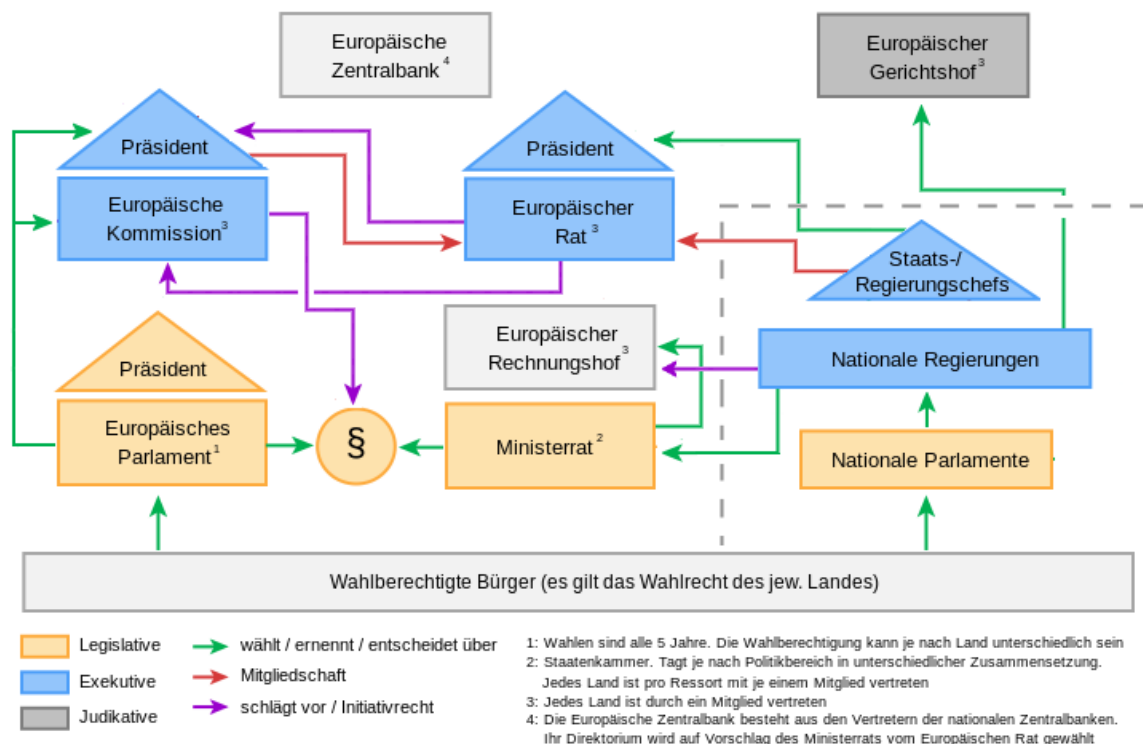 Europäische
Zentralbank 4
Europäischer
Gerichtshof 3
Präsident
Präsident
Europäische
Kommission 3
Europäischer
Rat 3
Staats-/
Regierungschefs
Europäischer
Rechnungshof 3
Präsident
Nationale Regierungen
Europäisches
Parlament 1
§
Ministerrat 2
Nationale Parlamente
Wahlberechtigte Bürger (es gilt das Wahlrecht des jew. Landes)
Legislative
Exekutive
Judikative
wählt / ernennt / entscheidet über
Mitgliedschaft
schlägt vor / Initiativrecht
1: Wahlen sind alle 5 Jahre. Die Wahlberechtigung kann je nach Land unterschiedlich sein
2: Staatenkammer. Tagt je nach Politikbereich in unterschiedlicher Zusammensetzung.
Jedes Land ist pro Ressort mit je einem Mitglied vertreten
3: Jedes Land ist durch ein Mitglied vertreten
4: Die Europäische Zentralbank besteht aus den Vertretern der nationalen Zentralbanken.
Ihr Direktorium wird auf Vorschlag des Ministerrats vom Europäischen Rat gewählt